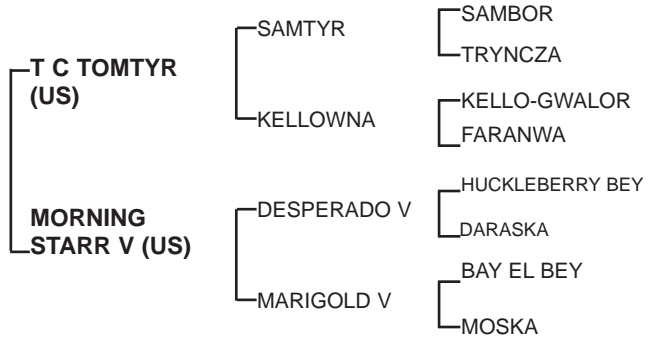 SAMBOR
SAMTYR
TRYNCZA
T C TOMTYR
(US)
KELLO-GWALOR
KELLOWNA
FARANWA
HUCKLEBERRY BEY
DESPERADO V
DARASKA
MORNING
STARR V (US)
BAY EL BEY
MARIGOLD V
MOSKA